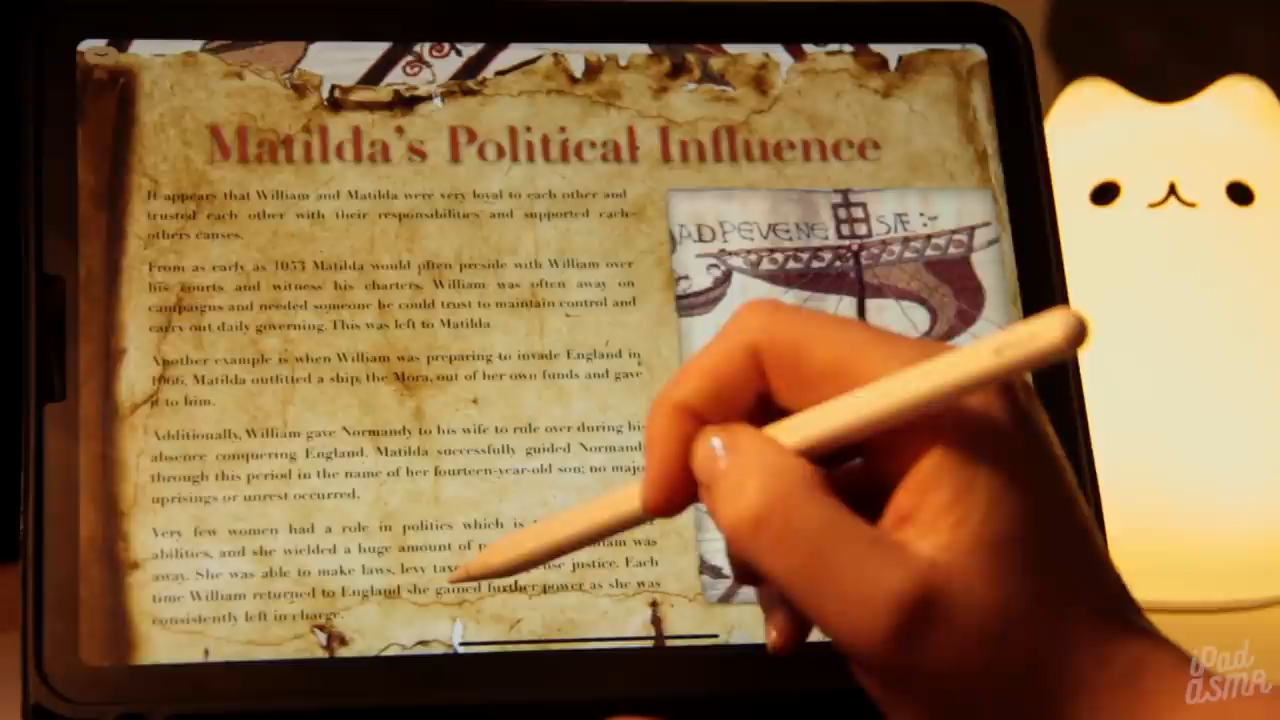 Matilda's Political Influence
It appears that William and Matilda were very loyal to each other and
trusted each other with their responsibilities and supported each
others causes.
From as early as 1053 Matilda would often preside with William over
his courts and witness his charters. William was often away on
campaigns and needed someone he could trust to maintain control and
carry out daily governing. This was left to Matilda
Another example is when William was preparing to invade England in
1066, Matilda outfitted a ship, the Mora, out of her own funds and gave
it to him.
Additionally, William gave Normandy to his wife to rule over during his
absence conquering England. Matilda successfully guided Normand
through this period in the name of her fourteen-year-old son; no majo
uprisings or unrest occurred.
Very few women had a role in politics which is
abilities, and she wielded a huge amount of was
away. She was able to make laws, levy justice. Each
time William returned to England she gained further power as she was
consistently left in charge.
AD PEVENE SÆ :-
iPad
ASMR